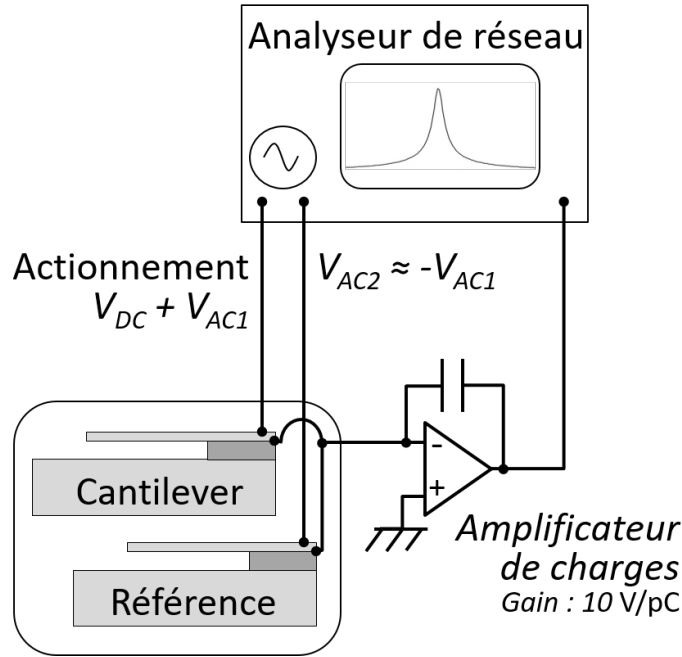 Analyseur de réseau
Actionnement
V_DC + V_AC1
V_AC2 ≈ -V_AC1
Cantilever
Référence
-
+
Amplificateur
de charges
Gain : 10 V/pC